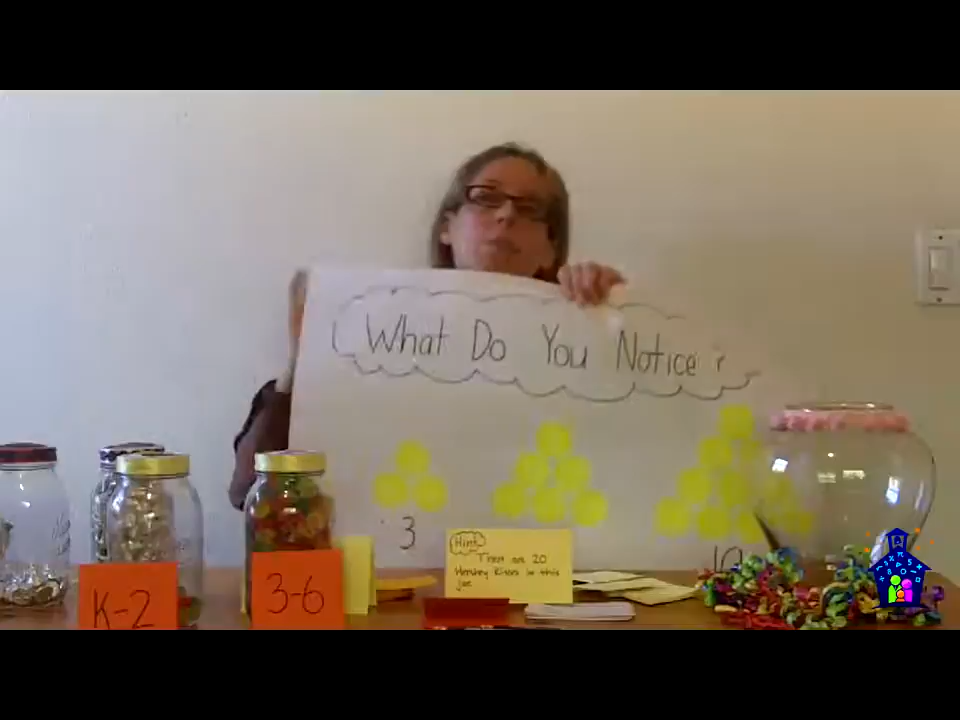 What Do You Notice ?
3
10
Hint:
There are 20
Hershey Kisses in this
jar.
K-2
3-6